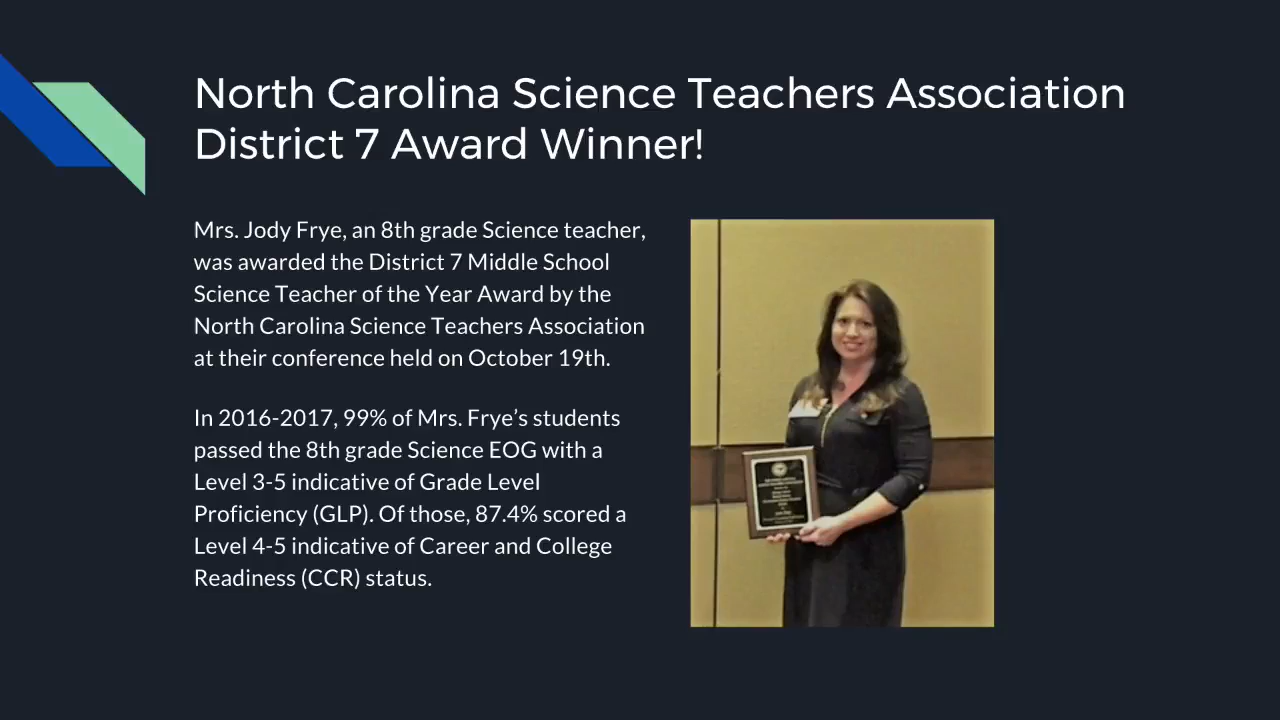 North Carolina Science Teachers Association
District 7 Award Winner!
Mrs. Jody Frye, an 8th grade Science teacher,
was awarded the District 7 Middle School
Science Teacher of the Year Award by the
North Carolina Science Teachers Association
at their conference held on October 19th.
In 2016-2017, 99% of Mrs. Frye’s students
passed the 8th grade Science EOG with a
Level 3-5 indicative of Grade Level
Proficiency (GLP). Of those, 87.4% scored a
Level 4-5 indicative of Career and College
Readiness (CCR) status.